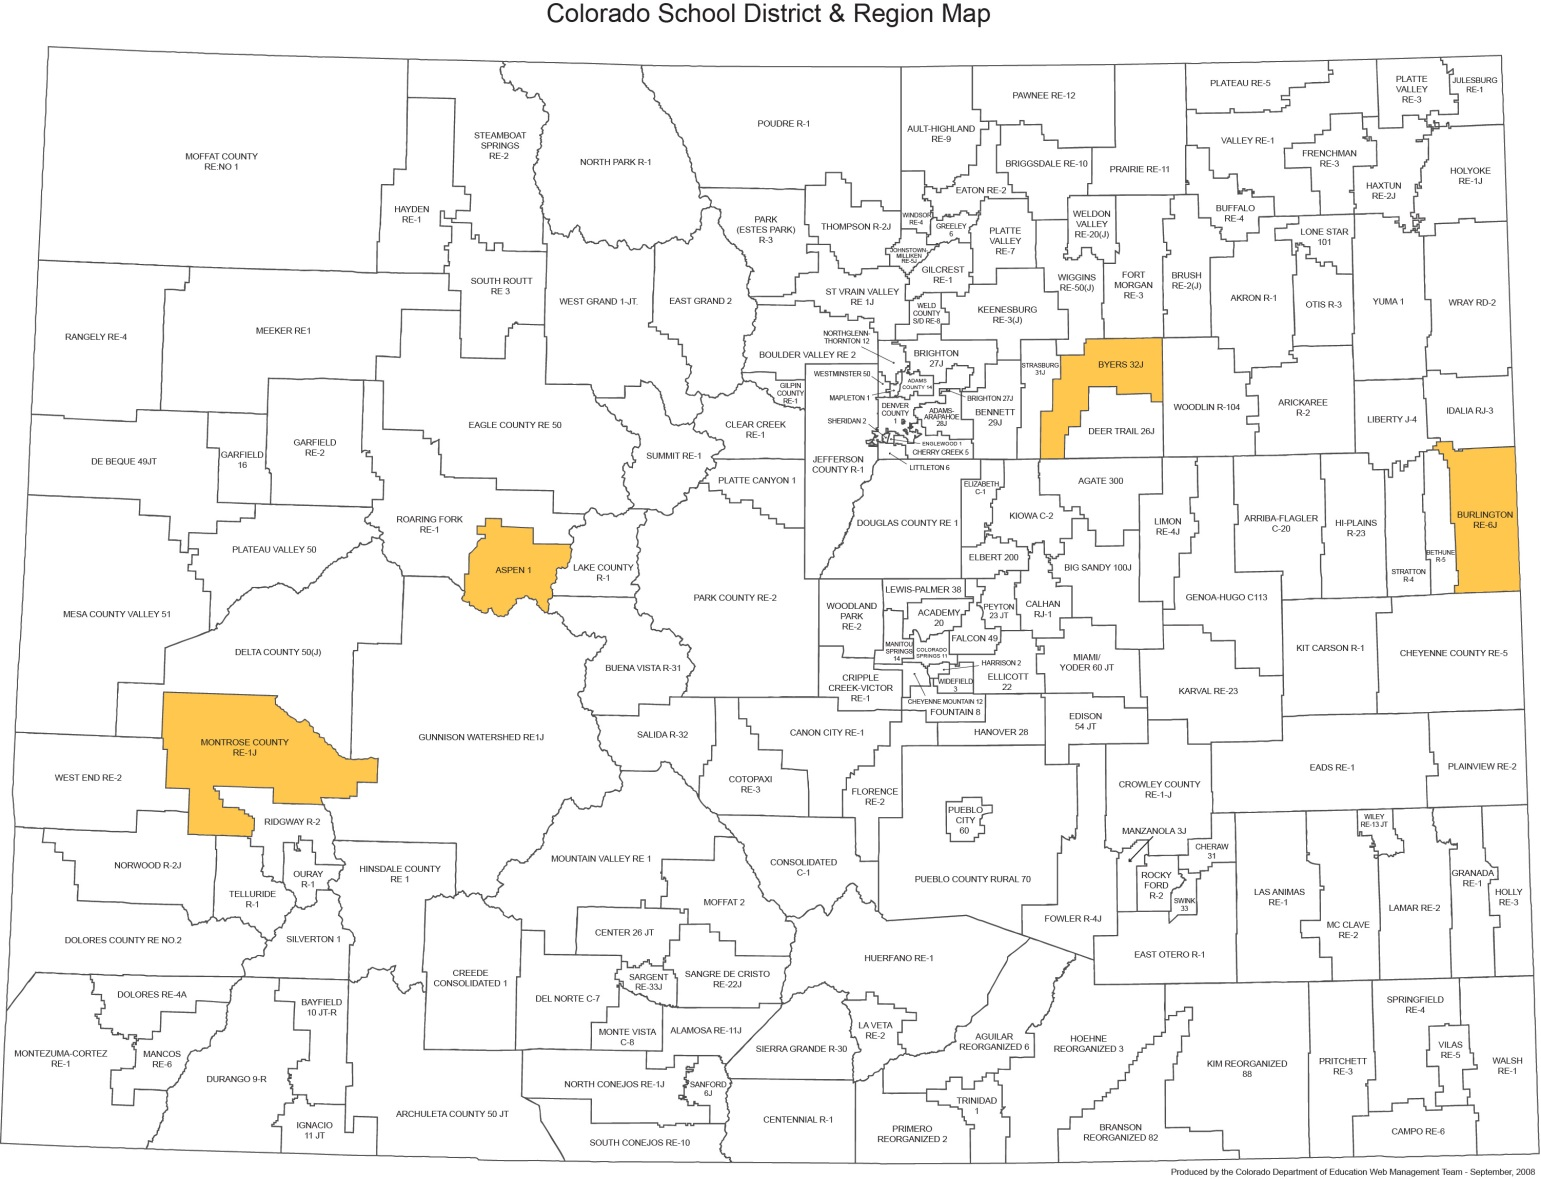 Colorado School District & Region Map
MOFFAT COUNTY
RE:NO 1
HAYDEN
RE-1
STEAMBOAT
SPRINGS
RE-2
NORTH PARK R-1
POUDRE R-1
AULT-HIGHLAND
RE-9
PAWNEE RE-12
BRIGGSDALE RE-10
PRAIRIE RE-11
PLATEAU RE-5
PLATTE
VALLEY
RE-3
JULESBURG
RE-1
VALLEY RE-1
FRENCHMAN
RE-3
HAXTUN
RE-2J
HOLYOKE
RE-1J
EATON RE-2
BUFFALO
RE-4
LONE STAR
101
PARK
(ESTES PARK)
R-3
THOMPSON R-2J
WINDSOR
RE-4
GREELEY
6
PLATTE
VALLEY
RE-7
WELDON
VALLEY
RE-20(J)
JOHNSTOWN-
MILLIKEN
RE-5J
GILCREST
RE-1
WIGGINS
RE-50(J)
FORT
MORGAN
RE-3
BRUSH
RE-2(J)
AKRON R-1
OTIS R-3
YUMA 1
WRAY RD-2
SOUTH ROUTT
RE 3
WEST GRAND 1-JT.
EAST GRAND 2
ST VRAIN VALLEY
RE 1J
WELD
COUNTY
S/D RE-8
KEENESBURG
RE-3(J)
RANGELY RE-4
MEEKER RE1
BOULDER VALLEY RE 2
NORTHGLENN-
THORNTON 12
BRIGHTON
27J
WESTMINSTER 50
ADAMS
COUNTY 14
MAPLETON 1
BRIGHTON 27J
STRASBURG
31J
BYERS 32J
GILPIN
COUNTY
RE-1
DENVER
COUNTY
1
ADAMS-
ARAPAHOE
28J
BENNETT
29J
SHERIDAN 2
ENGLEWOOD 1
CHERRY CREEK 5
LITTLETON 6
DEER TRAIL 26J
WOODLIN R-104
ARICKAREE
R-2
LIBERTY J-4
IDALIA RJ-3
EAGLE COUNTY RE 50
CLEAR CREEK
RE-1
SUMMIT RE-1
JEFFERSON
COUNTY R-1
PLATTE CANYON 1
DE BEQUE 49JT
GARFIELD
16
GARFIELD
RE-2
ROARING FORK
RE-1
PLATEAU VALLEY 50
ASPEN 1
LAKE COUNTY
R-1
DOUGLAS COUNTY RE 1
ELIZABETH
C-1
KIOWA C-2
AGATE 300
LIMON
RE-4J
ARRIBA-FLAGLER
C-20
HI-PLAINS
R-23
STRATTON
R-4
BETHUNE
R-5
BURLINGTON
RE-6J
ELBERT 200
BIG SANDY 100J
MESA COUNTY VALLEY 51
PARK COUNTY RE-2
WOODLAND
PARK
RE-2
LEWIS-PALMER 38
ACADEMY
20
PEYTON
23 JT
CALHAN
RJ-1
GENOA-HUGO C113
DELTA COUNTY 50(J)
BUENA VISTA R-31
MANITOU
SPRINGS
14
COLORADO
SPRINGS 11
FALCON 49
HARRISON 2
WIDEFIELD
3
ELLICOTT
22
MIAMI/
YODER 60 JT
KIT CARSON R-1
CHEYENNE COUNTY RE-5
CRIPPLE
CREEK-VICTOR
RE-1
CHEYENNE MOUNTAIN 12
FOUNTAIN 8
KARVAL RE-23
MONTROSE COUNTY
RE-1J
GUNNISON WATERSHED RE1J
SALIDA R-32
CANON CITY RE-1
HANOVER 28
EDISON
54 JT
WEST END RE-2
COTOPAXI
RE-3
FLORENCE
RE-2
CROWLEY COUNTY
RE-1-J
EADS RE-1
PLAINVIEW RE-2
RIDGWAY R-2
PUEBLO
CITY
60
MANZANOLA 3J
CHERAW
31
WILEY
RE-13 JT
NORWOOD R-2J
TELLURIDE
R-1
OURAY
R-1
HINSDALE COUNTY
RE 1
MOUNTAIN VALLEY RE 1
CONSOLIDATED
C-1
PUEBLO COUNTY RURAL 70
ROCKY
FORD
R-2
SWINK
33
LAS ANIMAS
RE-1
MC CLAVE
RE-2
LAMAR RE-2
GRANADA
RE-1
HOLLY
RE-3
MOFFAT 2
FOWLER R-4J
DOLORES COUNTY RE NO.2
SILVERTON 1
CENTER 26 JT
EAST OTERO R-1
HUERFANO RE-1
CREEDE
CONSOLIDATED 1
SARGENT
RE-33J
SANGRE DE CRISTO
RE-22J
DOLORES RE-4A
BAYFIELD
10 JT-R
DEL NORTE C-7
MONTE VISTA
C-8
ALAMOSA RE-11J
LA VETA
RE-2
SIERRA GRANDE R-30
AGUILAR
REORGANIZED 6
HOEHNE
REORGANIZED 3
SPRINGFIELD
RE-4
MONTEZUMA-CORTEZ
RE-1
MANCOS
RE-6
DURANGO 9-R
KIM REORGANIZED
88
PRITCHETT
RE-3
VILAS
RE-5
WALSH
RE-1
NORTH CONEJOS RE-1J
SANFORD
6J
ARCHULETA COUNTY 50 JT
IGNACIO
11 JT
SOUTH CONEJOS RE-10
CENTENNIAL R-1
TRINIDAD
1
PRIMERO
REORGANIZED 2
BRANSON
REORGANIZED 82
CAMPO RE-6
Produced by the Colorado Department of Education Web Management Team - September, 2008